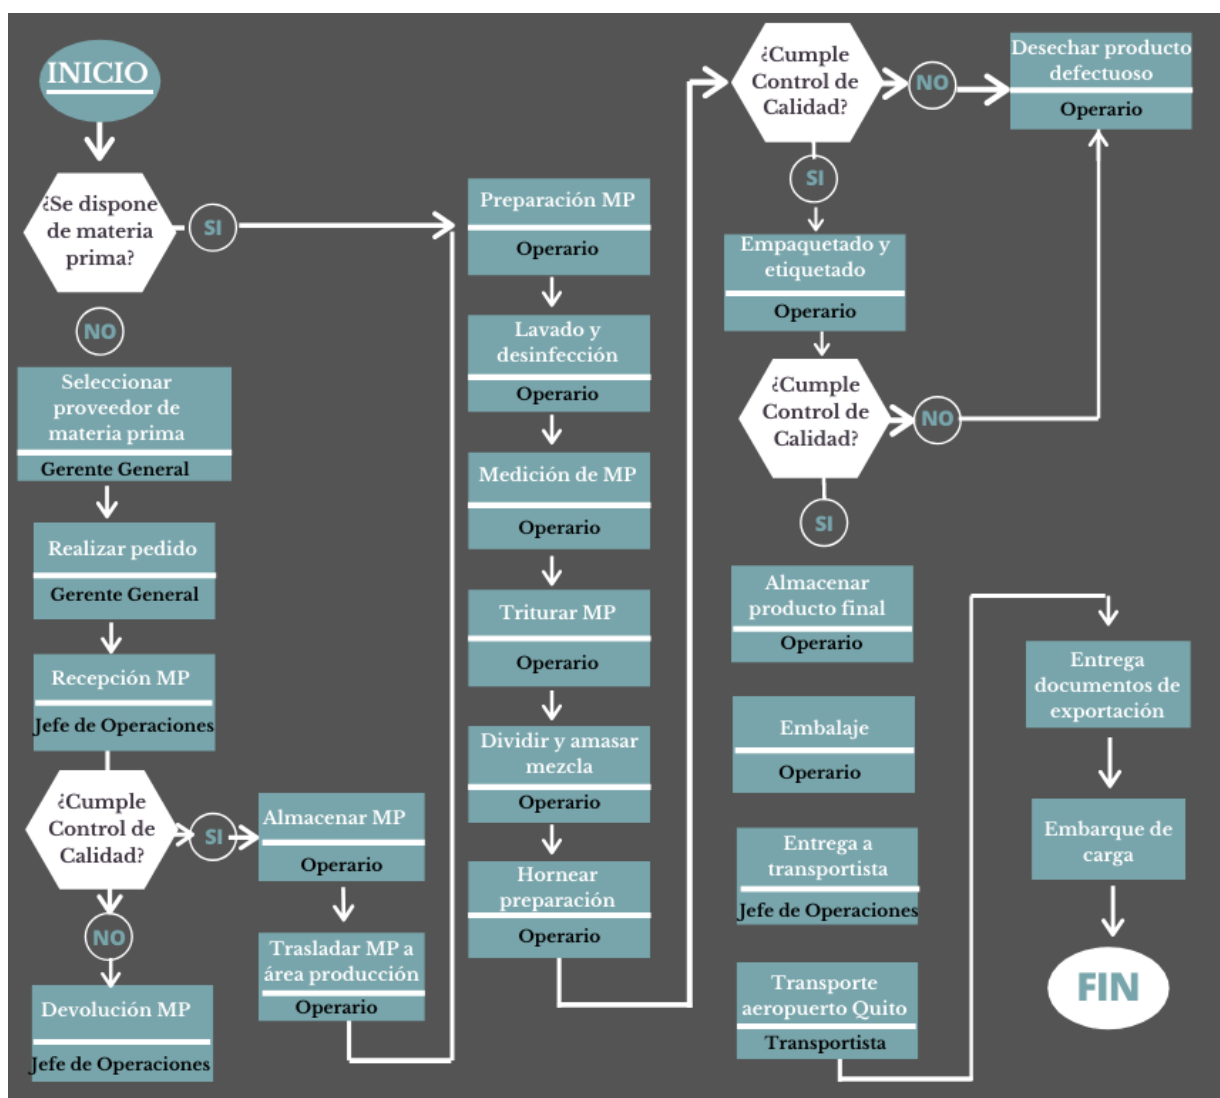 INICIO
¿Se dispone
de materia
prima?
SI
NO
Seleccionar
proveedor de
materia prima
Gerente General
Realizar pedido
Gerente General
Recepción MP
Jefe de Operaciones
¿Cumple
Control de
Calidad?
SI
NO
Devolución MP
Jefe de Operaciones
Almacenar MP
Operario
Trasladar MP a
área producción
Operario
Preparación MP
Operario
Lavado y
desinfección
Operario
Medición de MP
Operario
Triturar MP
Operario
Dividir y amasar
mezcla
Operario
Hornear
preparación
Operario
¿Cumple
Control de
Calidad?
NO
Desechar producto
defectuoso
Operario
SI
Empaquetado y
etiquetado
Operario
¿Cumple
Control de
Calidad?
NO
SI
Almacenar
producto final
Operario
Embalaje
Operario
Entrega a
transportista
Jefe de Operaciones
Transporte
aeropuerto Quito
Transportista
Entrega
documentos de
exportación
Embarque de
carga
FIN